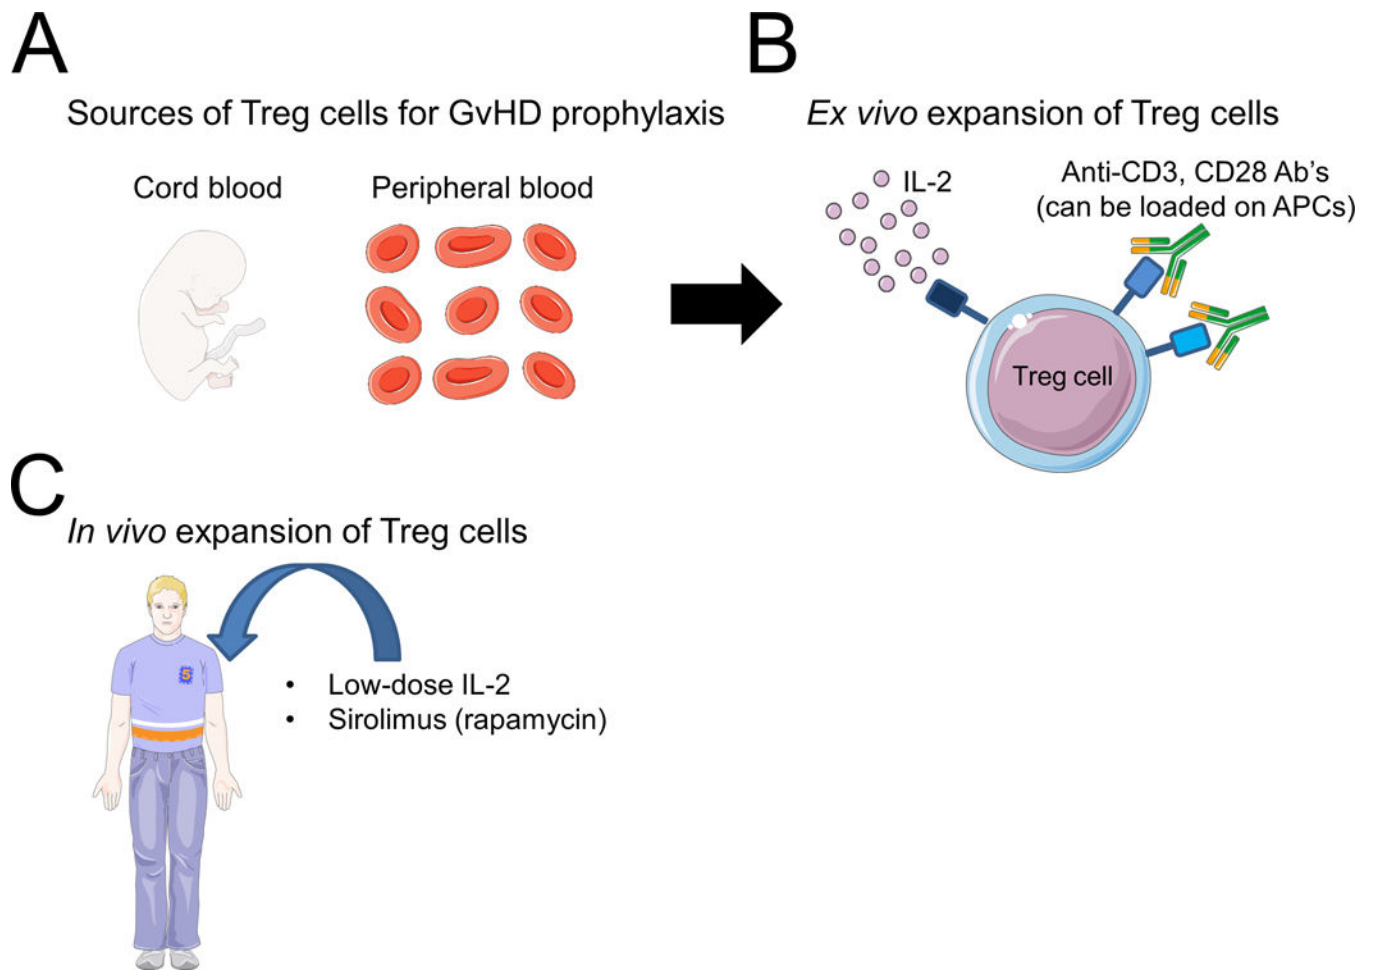 A
Sources of Treg cells for GvHD prophylaxis
Cord blood
Peripheral blood
B
Ex vivo expansion of Treg cells
IL-2
Anti-CD3, CD28 Ab's
(can be loaded on APCs)
Treg cell
C
In vivo expansion of Treg cells
5
• Low-dose IL-2
• Sirolimus (rapamycin)